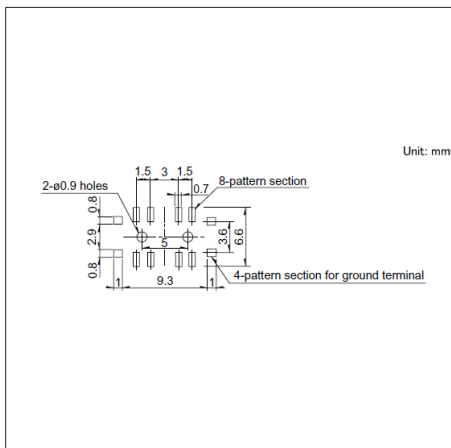 Unit: mm
1.5 3 1.5
0.7
8-pattern section
2-ø0.9 holes
0.8
2.9
0.8
5
3.6
6.6
4-pattern section for ground terminal
1 9.3 1